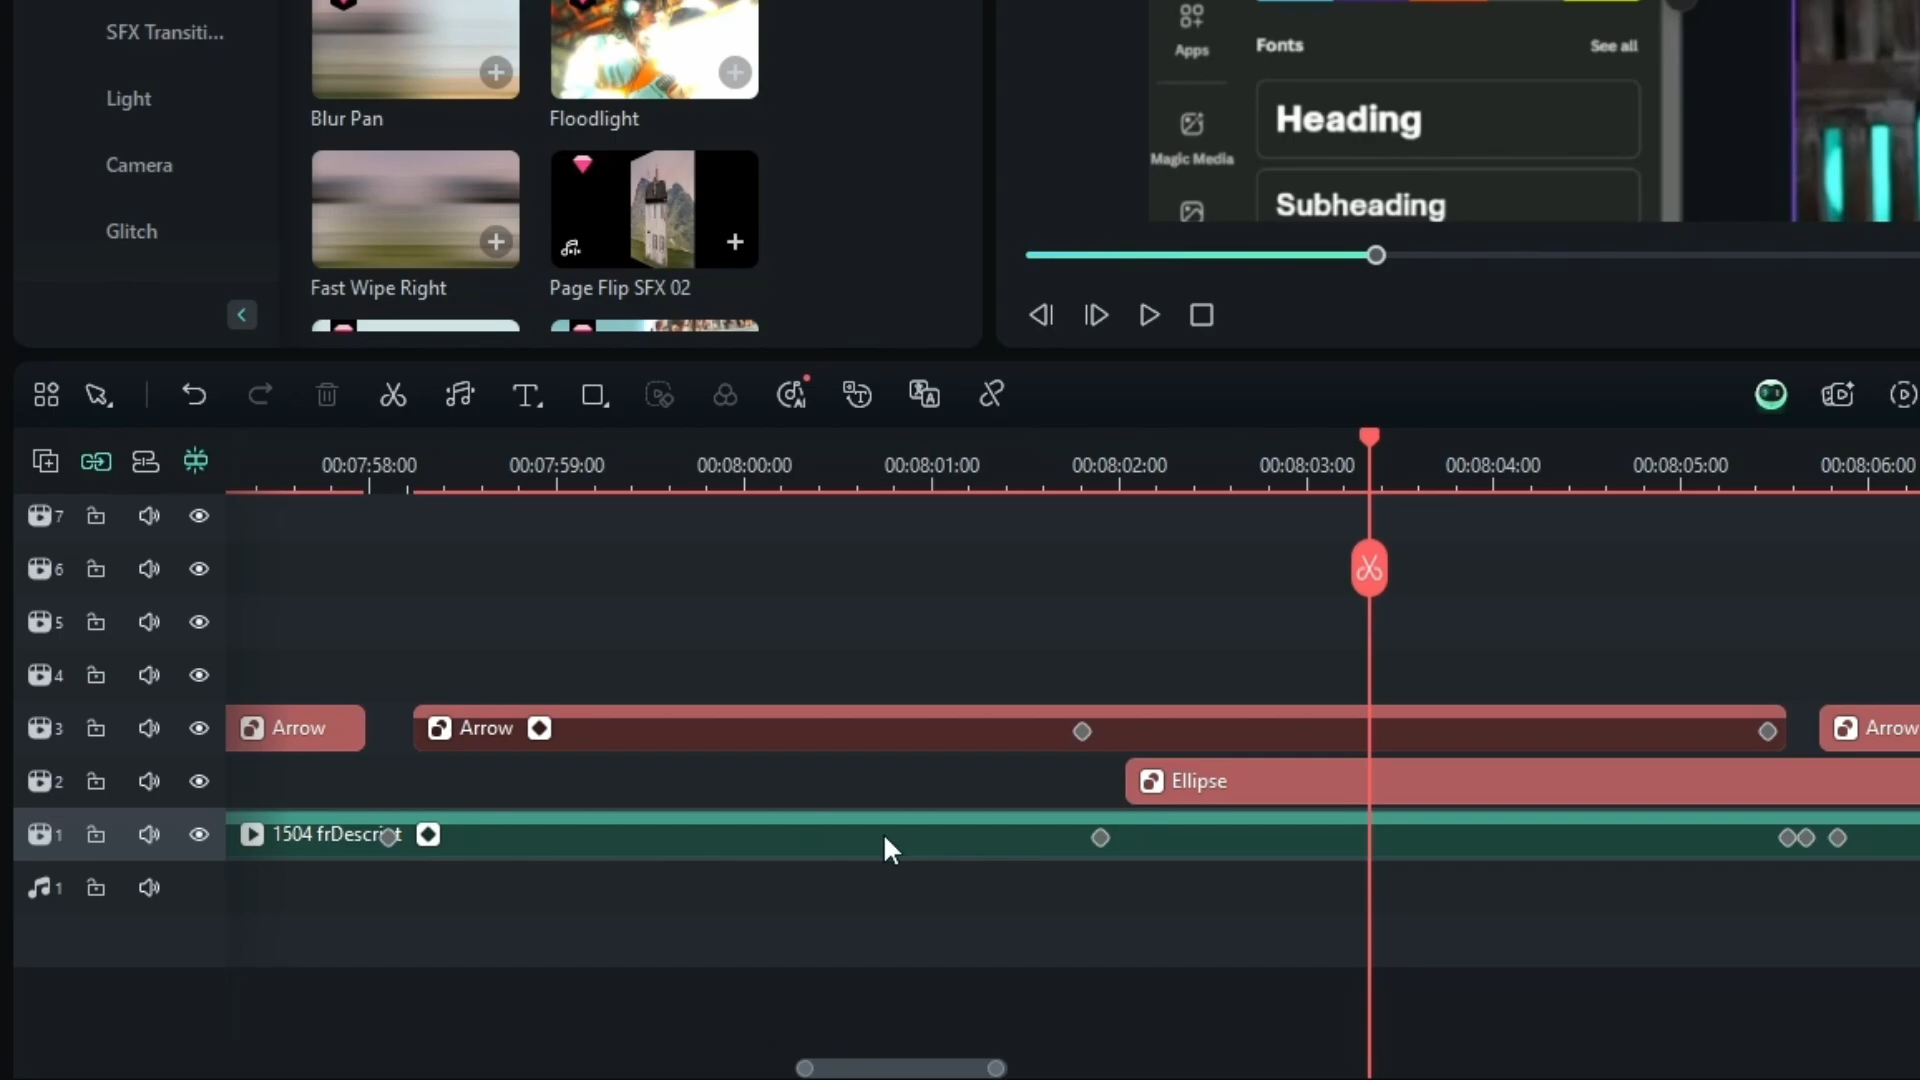 SFX Transiti...
Light
Camera
Glitch
Blur Pan
Floodlight
Fast Wipe Right
Page Flip SFX 02
Apps
Magic Media
Fonts
See all
Heading
Subheading
00:07:58:00
00:07:59:00
00:08:00:00
00:08:01:00
00:08:02:00
00:08:03:00
00:08:04:00
00:08:05:00
00:08:06:00
7
6
5
4
3
Arrow
Arrow
Arrow
2
Ellipse
1
1504 frDescript
1